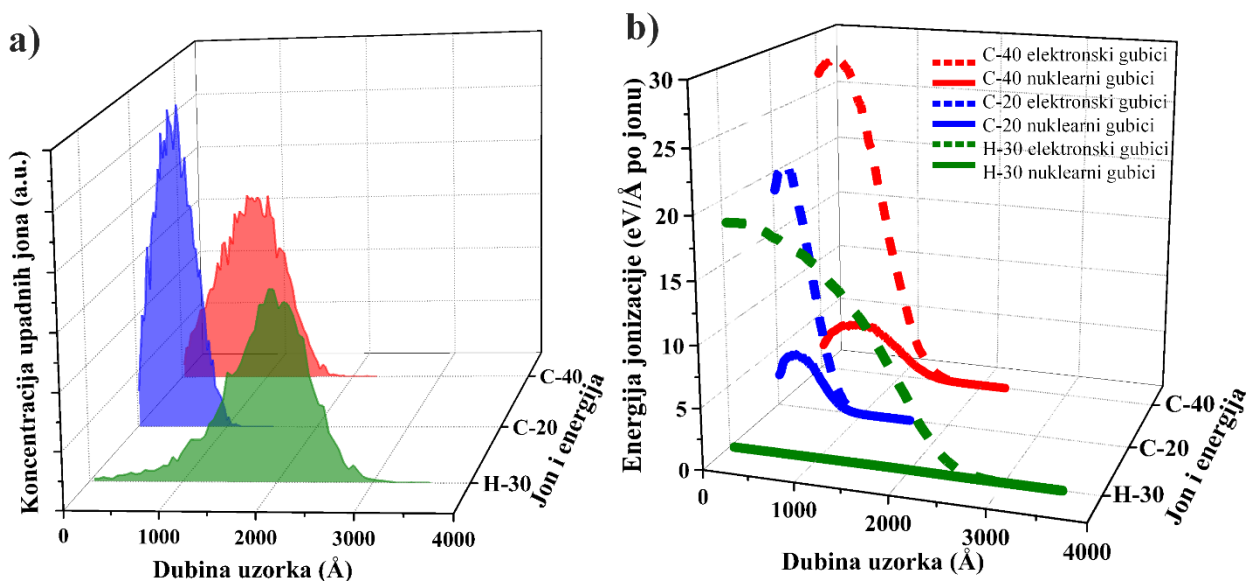 a)
Koncentracija upadnih jona (a.u.)
0
1000
2000
3000
4000
Dubina uzorka (Å)
C-40
C-20
H-30
Jon i energija
b)
C-40 elektronski gubici
C-40 nuklearni gubici
C-20 elektronski gubici
C-20 nuklearni gubici
H-30 elektronski gubici
H-30 nuklearni gubici
Energija jonizacije (eV/Å po jonu)
30
25
20
15
10
5
0
0
1000
2000
3000
4000
Dubina uzorka (Å)
C-40
C-20
H-30
Jon i energija